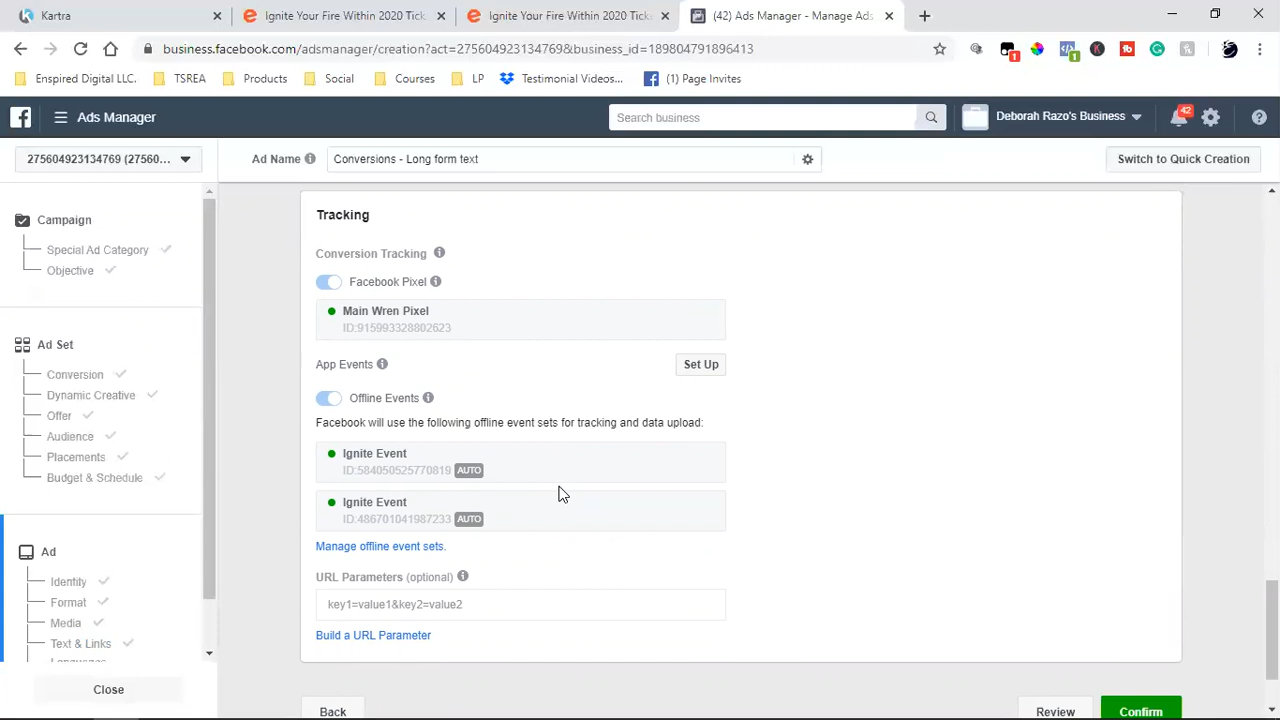 Kartra
Ignite Your Fire Within 2020 Tick
Ignite Your Fire Within 2020 Ticks
(42) Ads Manager - Manage Ads
business.facebook.com/adsmanager/creation?act=275604923134769&business_id=189804791896413
1
1
Enspired Digital LLC.
TSREA
Products
Social
Courses
LP
Testimonial Videos...
(1) Page Invites
Ads Manager
Search business
Deborah Razo's Business
42
275604923134769 (27560...
Ad Name
Conversions - Long form text
Switch to Quick Creation
Campaign
Special Ad Category
Objective
Ad Set
Conversion
Dynamic Creative
Offer
Audience
Placements
Budget & Schedule
Ad
Identity
Format
Media
Text & Links
Languages
Close
Tracking
Conversion Tracking
Facebook Pixel
Main Wren Pixel
ID:915993328802623
App Events
Set Up
Offline Events
Facebook will use the following offline event sets for tracking and data upload:
Ignite Event
ID:584050525770819 AUTO
Ignite Event
ID:486701041987233 AUTO
Manage offline event sets.
URL Parameters (optional)
key1=value1&key2=value2
Build a URL Parameter
Back
Review
Confirm